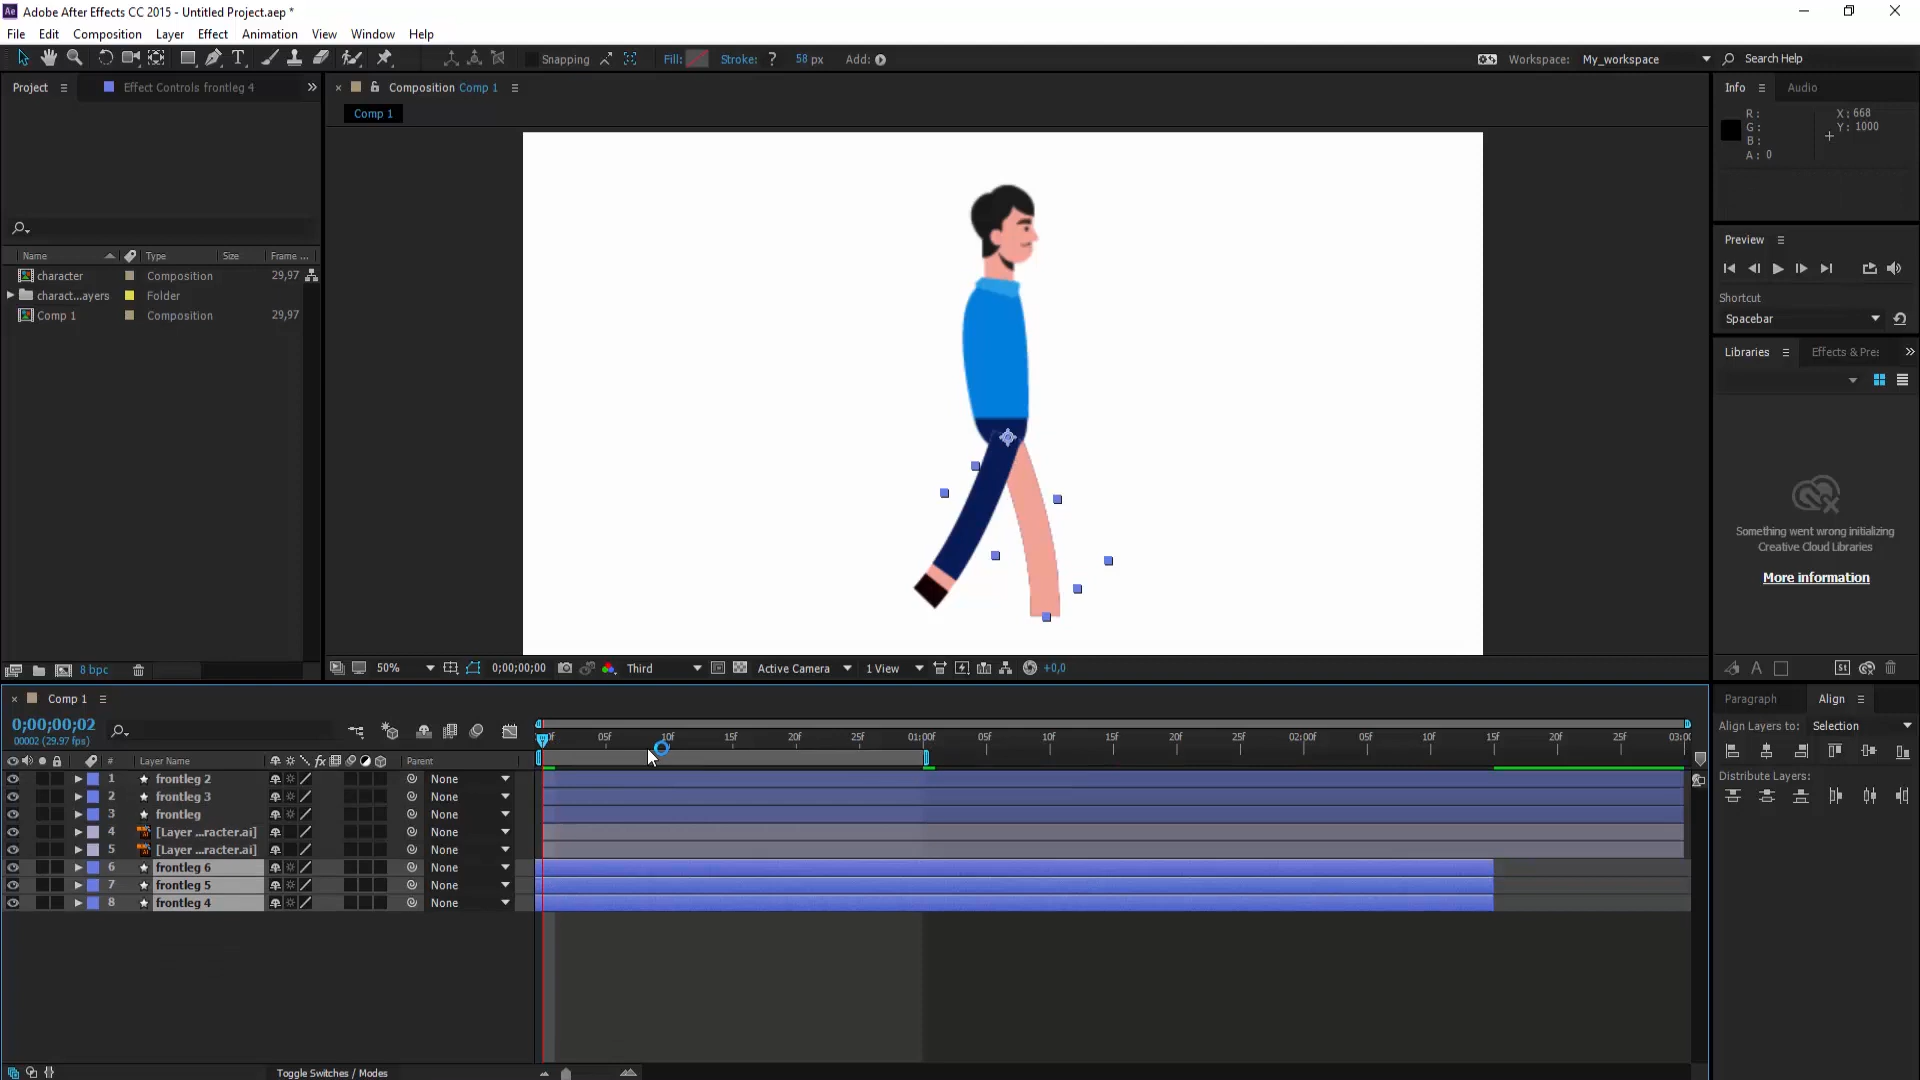 Ae Adobe After Effects CC 2015 - Untitled Project.aep *
File Edit Composition Layer Effect Animation View Window Help
T Snapping Fill: Stroke: ? 58 px Add: Workspace: My_workspace Search Help
Project Effect Controls frontleg 4
Composition Comp 1
Comp 1
Info Audio
R: X: 668
G: Y: 1000
B:
A: 0
Preview
Shortcut
Spacebar
Libraries Effects & Pre
Something went wrong initializing
Creative Cloud Libraries
More information
Name Type Size Frame ...
character Composition 29,97
charact...ayers Folder
Comp 1 Composition 29,97
8 bpc
50% 0;00;00;00 Third Active Camera 1 View +0,0
A St
Comp 1
0;00;00;02
00002 (29.97 fps)
05f 10f 15f 20f 25f 01:00f 05f 10f 15f 20f 25f 02:00f 05f 10f 15f 20f 25f
# Layer Name fx Parent
1 frontleg 2 None
2 frontleg 3 None
3 frontleg None
4 [Layer ...racter.ai] None
5 [Layer ...racter.ai] None
6 frontleg 6 None
7 frontleg 5 None
8 frontleg 4 None
Toggle Switches / Modes
Paragraph Align
Align Layers to: Selection
Distribute Layers: